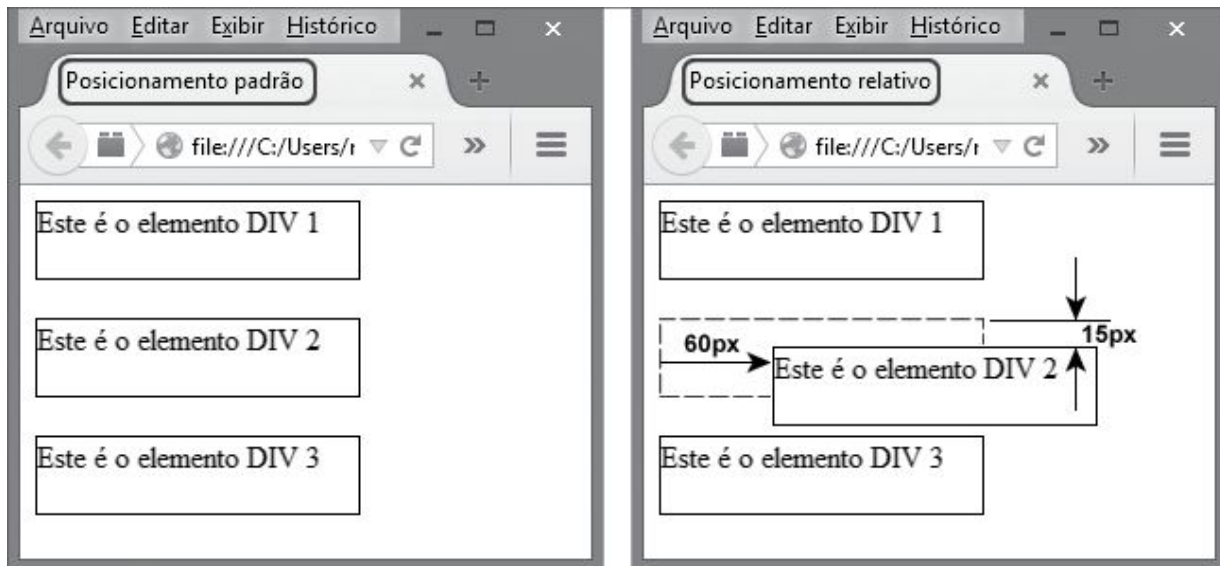 Arquivo Editar Exibir Histórico
Posicionamento padrão
file:///C:/Users/r
Este é o elemento DIV 1
Este é o elemento DIV 2
Este é o elemento DIV 3
Arquivo Editar Exibir Histórico
Posicionamento relativo
file:///C:/Users/r
Este é o elemento DIV 1
15px
60px
Este é o elemento DIV 2
Este é o elemento DIV 3